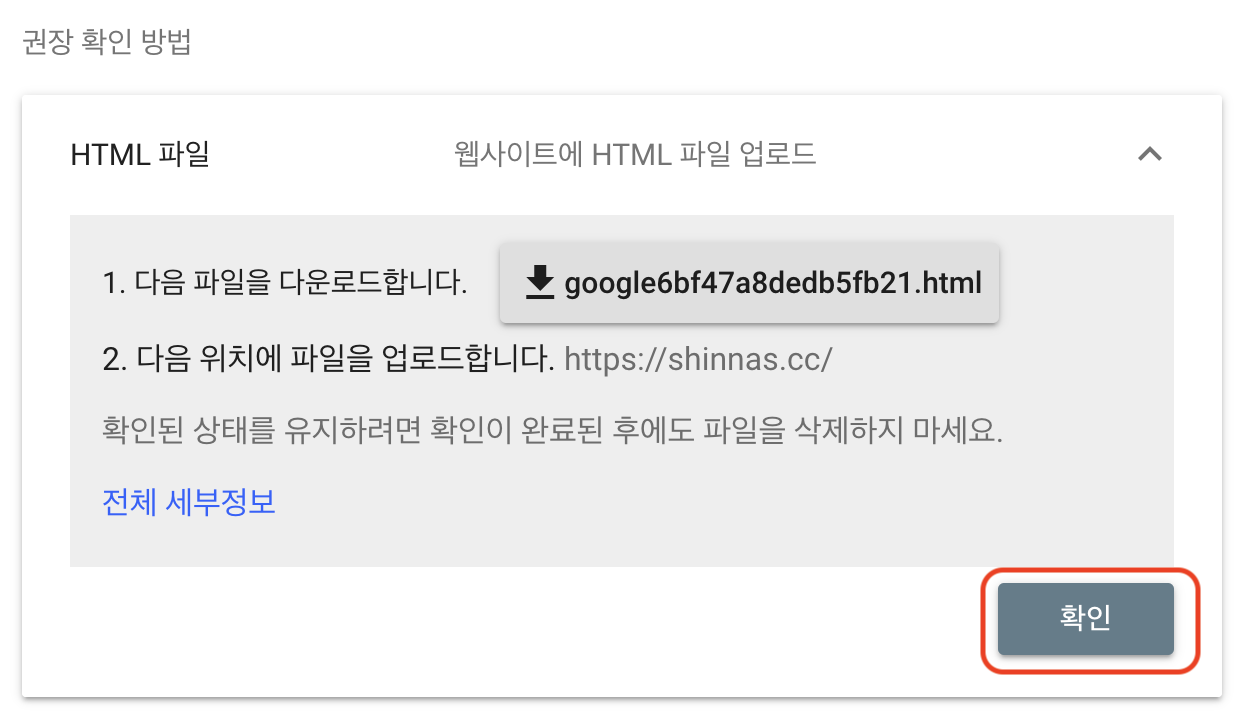 권장 확인 방법
HTML 파일 웹사이트에 HTML 파일 업로드
1. 다음 파일을 다운로드합니다. google6bf47a8dedb5fb21.html
2. 다음 위치에 파일을 업로드합니다. https://shinnas.cc/
확인된 상태를 유지하려면 확인이 완료된 후에도 파일을 삭제하지 마세요.
전체 세부정보
확인